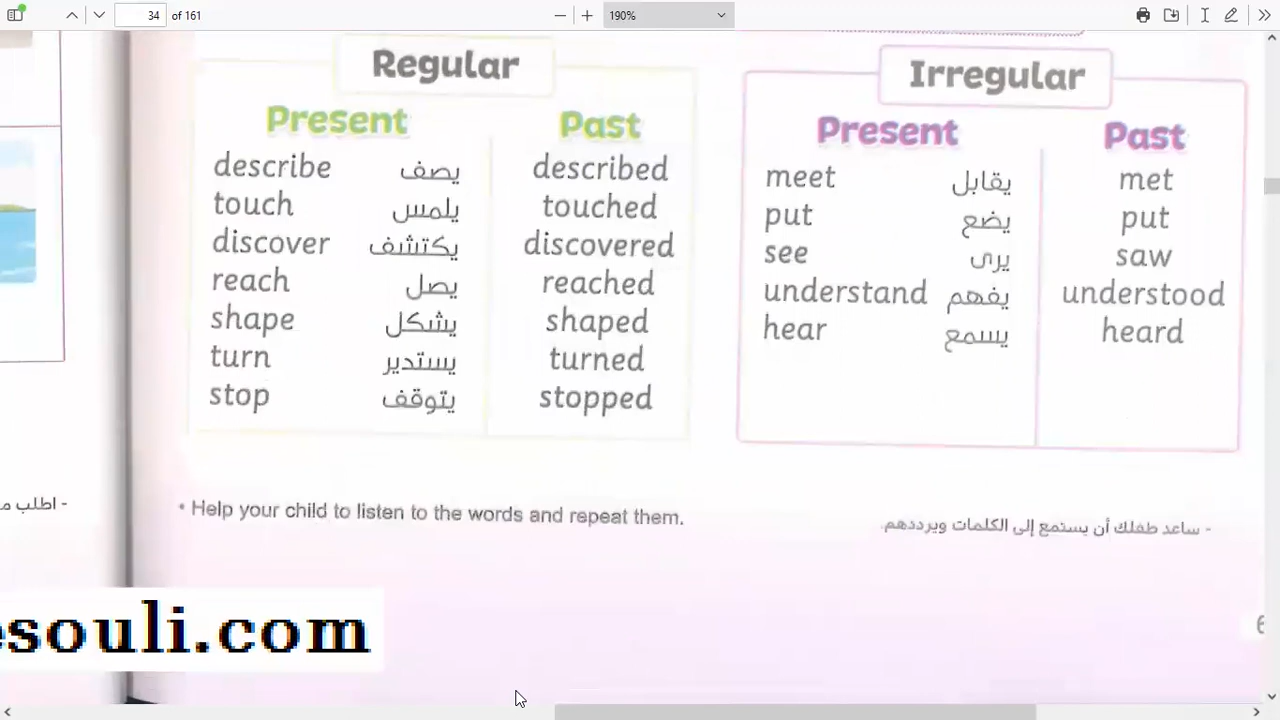 34 of 161
190%
Regular
Present Past
describe يصف described
touch يلمس touched
discover يكتشف discovered
reach يصل reached
shape يشكل shaped
turn يستدير turned
stop يتوقف stopped
Irregular
Present Past
meet يقابل met
put يضع put
see يرى saw
understand يفهم understood
hear يسمع heard
- اطلب
• Help your child to listen to the words and repeat them.
- ساعد طفلك أن يستمع إلى الكلمات ويرددهم.
esouli.com